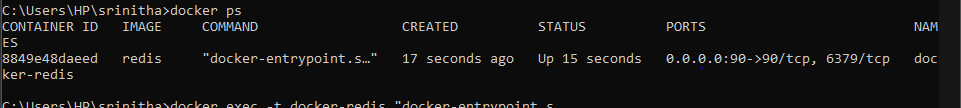 C:\Users\HP\srinitha>docker ps
CONTAINER ID   IMAGE     COMMAND                  CREATED          STATUS          PORTS                          NAM
ES
8849e48daeed   redis     "docker-entrypoint.s…"   17 seconds ago   Up 15 seconds   0.0.0.0:90->90/tcp, 6379/tcp   doc
ker-redis
C:\Users\HP\srinitha>docker exec -t docker-redis "docker-entrypoint.s